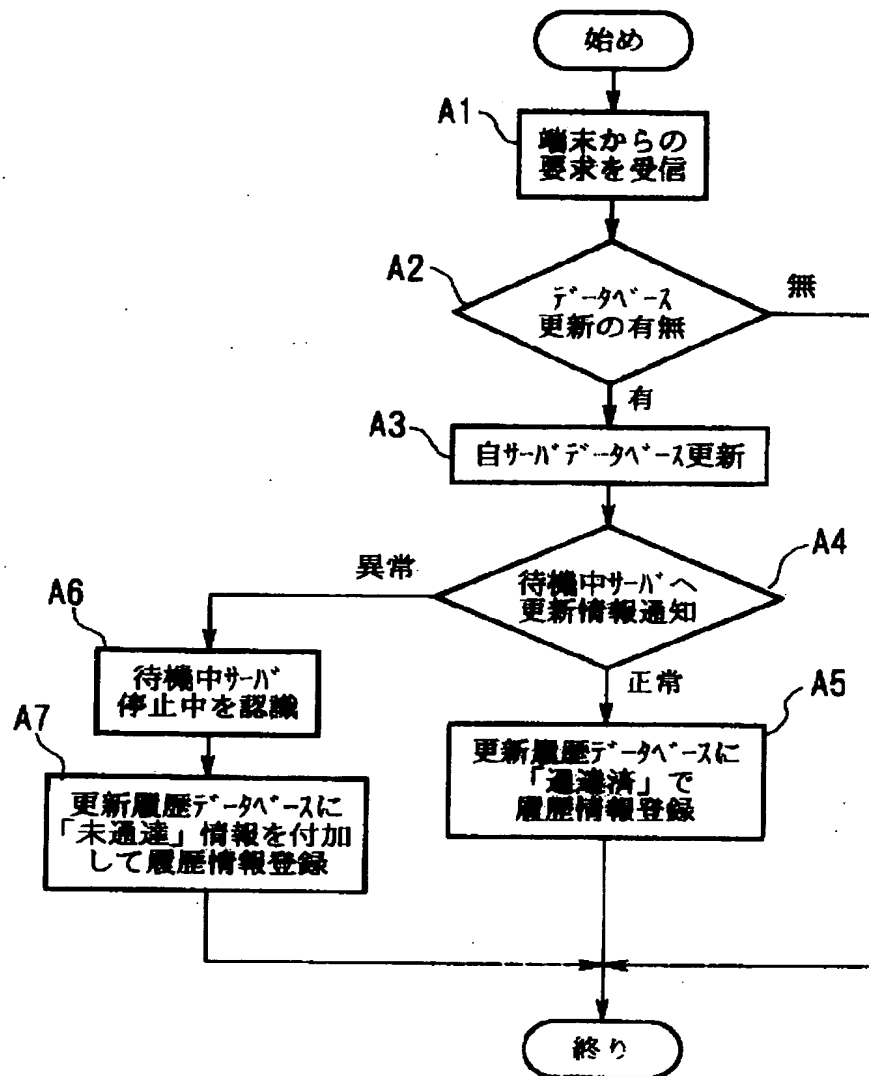 始め
A1
端末からの
要求を受信
A2
データベース
更新の有無
無
有
A3
自サーバデータベース更新
A4
待機中サーバへ
更新情報通知
異常
正常
A6
待機中サーバ
停止中を認識
A5
更新履歴データベースに
「通達済」で
履歴情報登録
A7
更新履歴データベースに
「未通達」情報を付加
して履歴情報登録
終り